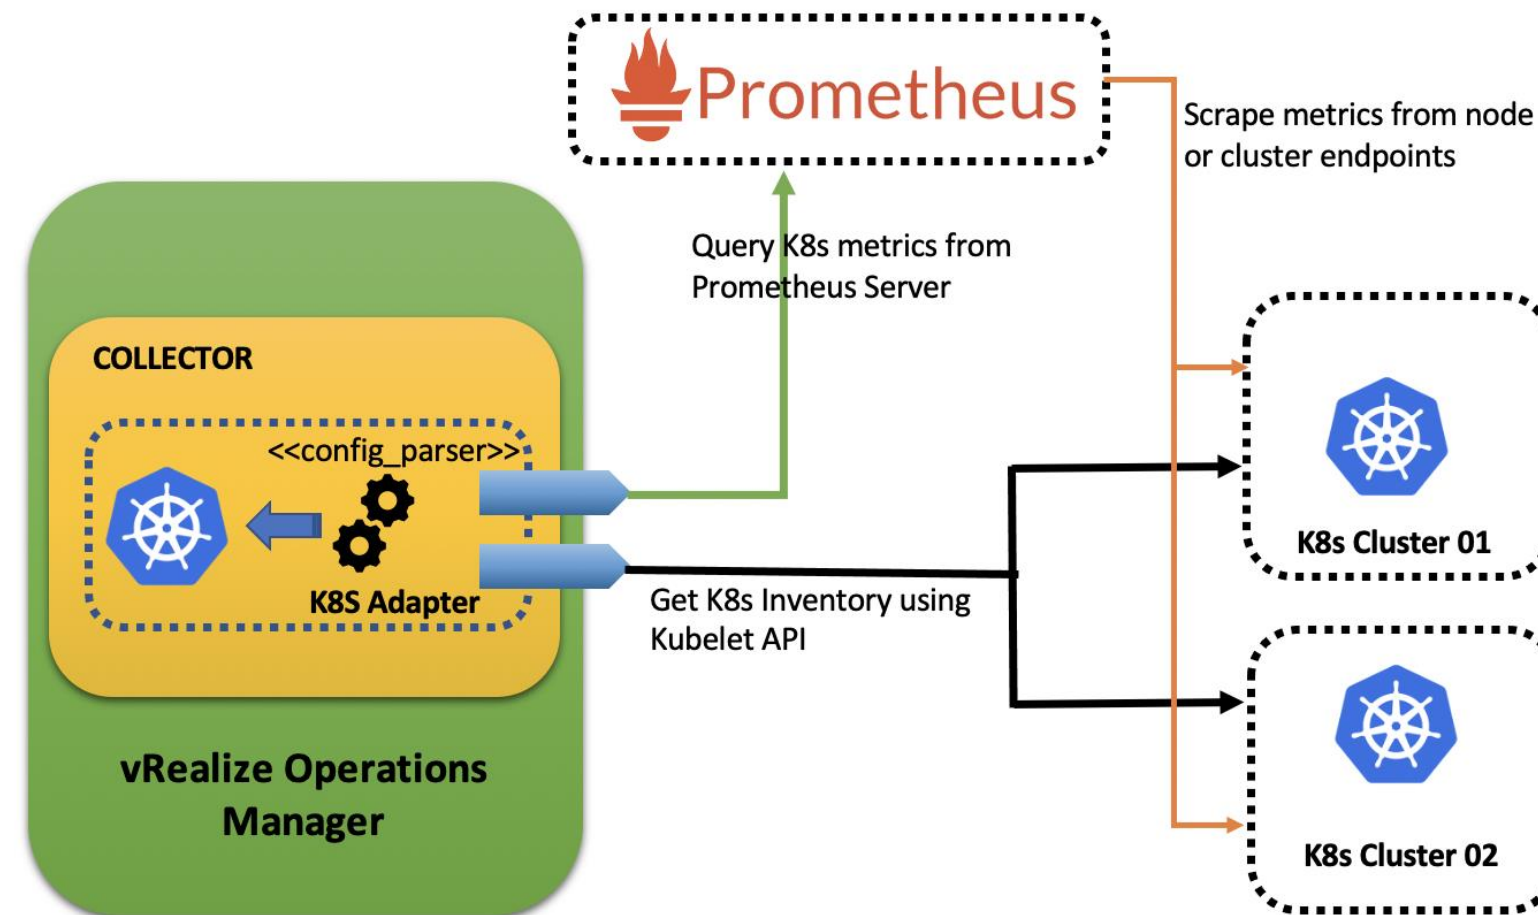 Prometheus
Scrape metrics from node
or cluster endpoints
Query K8s metrics from
Prometheus Server
COLLECTOR
<<config_parser>>
K8S Adapter
Get K8s Inventory using
Kubelet API
K8s Cluster 01
K8s Cluster 02
vRealize Operations
Manager